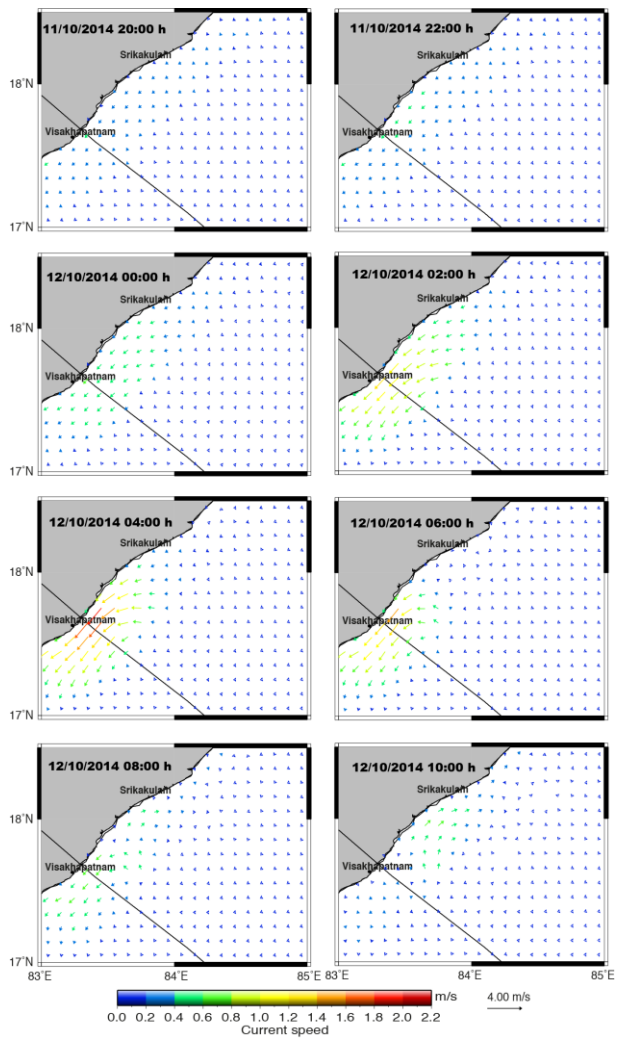 11/10/2014 20:00 h
Srikakulam
18°N
Visakhapatnam
17°N
11/10/2014 22:00 h
Srikakulam
Visakhapatnam
12/10/2014 00:00 h
Srikakulam
18°N
Visakhapatnam
17°N
12/10/2014 02:00 h
Srikakulam
Visakhapatnam
12/10/2014 04:00 h
Srikakulam
18°N
Visakhapatnam
17°N
12/10/2014 06:00 h
Srikakulam
Visakhapatnam
12/10/2014 08:00 h
Srikakulam
18°N
Visakhapatnam
17°N
83°E 84°E 85°E
12/10/2014 10:00 h
Srikakulam
Visakhapatnam
83°E 84°E 85°E
m/s
0.0 0.2 0.4 0.6 0.8 1.0 1.2 1.4 1.6 1.8 2.0 2.2
Current speed
4.00 m/s